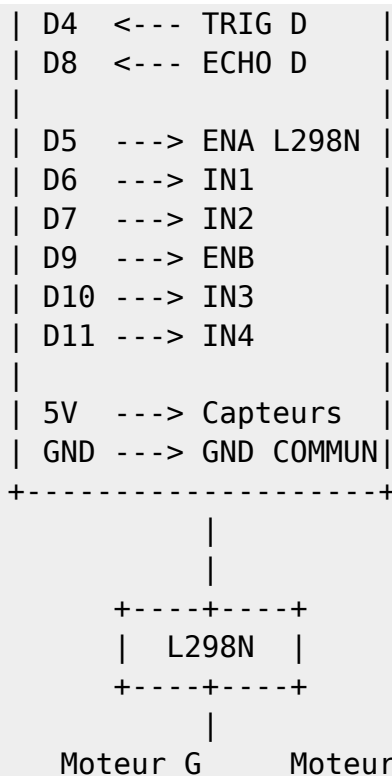 | D4  <--- TRIG D    |
| D8  <--- ECHO D    |
|                    |
| D5  ---> ENA L298N |
| D6  ---> IN1       |
| D7  ---> IN2       |
| D9  ---> ENB       |
| D10 ---> IN3       |
| D11 ---> IN4       |
|                    |
| 5V  ---> Capteurs  |
| GND ---> GND COMMUN|
+--------------------+
           |
           |
      +----+----+
      |  L298N  |
      +----+----+
           |
   Moteur G     Moteur